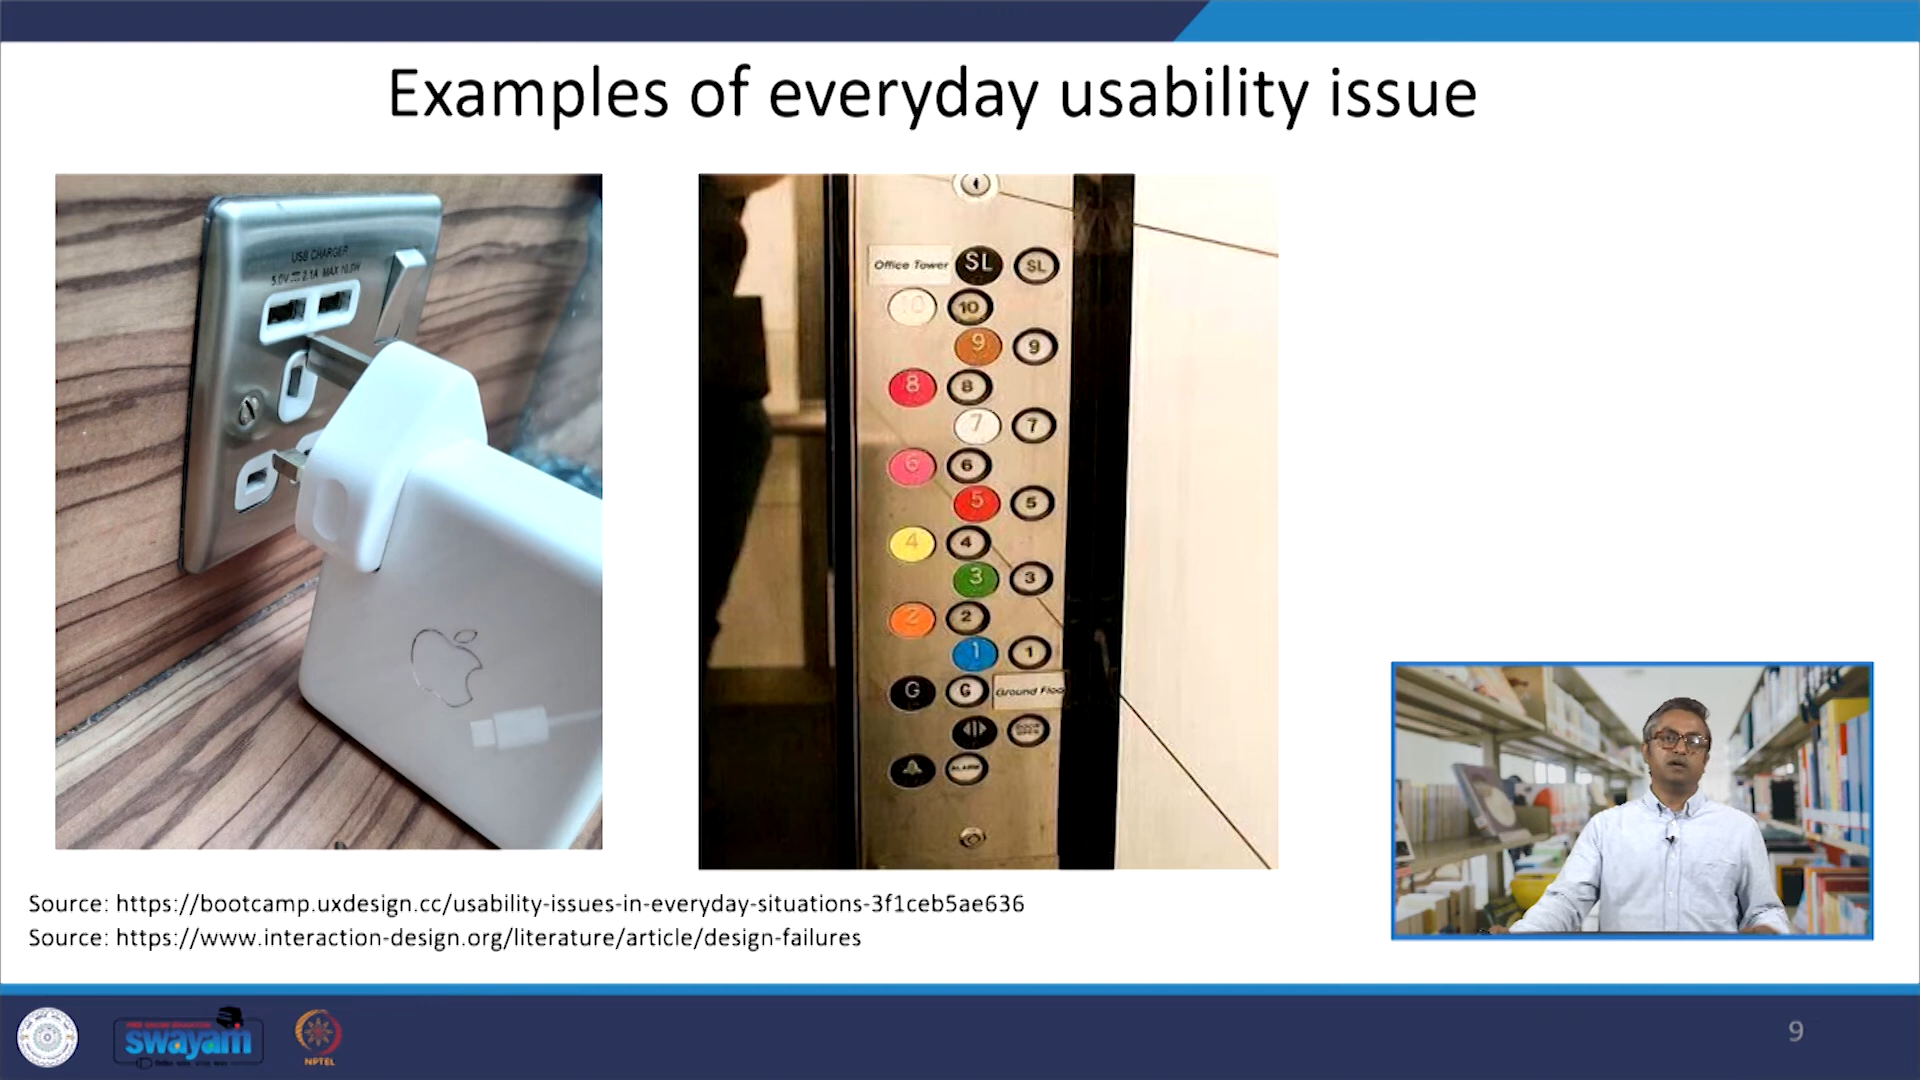 Examples of everyday usability issue
USB CHARGER
5.0V 2.1A MAX 10.0W
Office Tower SL SL
10 10
9 9
8 8
7 7
6 6
5 5
4 4
3 3
2 2
1 1
G G Ground Floo
ALARM
Source: https://bootcamp.uxdesign.cc/usability-issues-in-everyday-situations-3f1ceb5ae636
Source: https://www.interaction-design.org/literature/article/design-failures
swayam
NPTEL
9